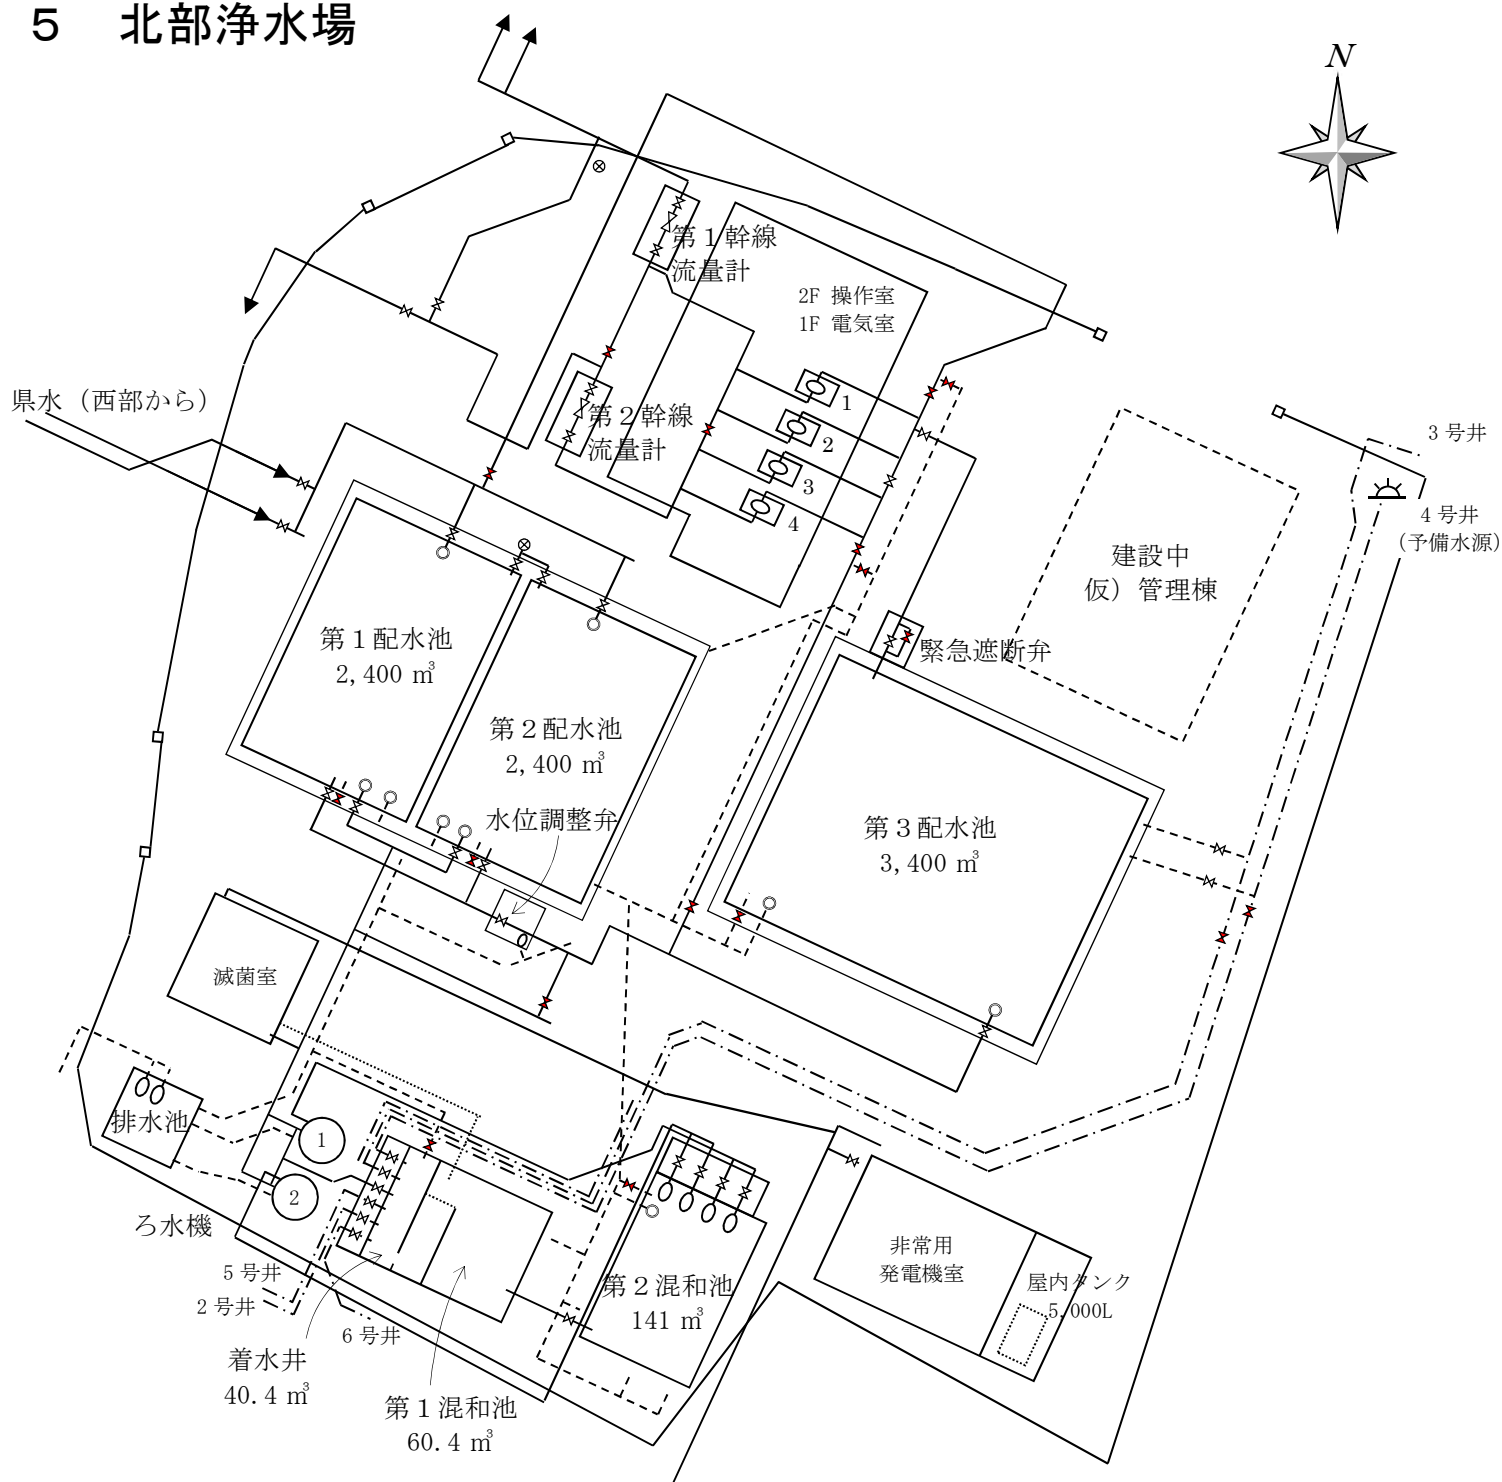 ５　北部浄水場
N
第１幹線
流量計
2F 操作室
1F 電気室
県水（西部から）
第２幹線
流量計
1
2
3
4
3 号井
4 号井
（予備水源）
建設中
仮）管理棟
第１配水池
2,400 ㎥
緊急遮断弁
第２配水池
2,400 ㎥
水位調整弁
第３配水池
3,400 ㎥
滅菌室
排水池
1
2
ろ水機
5 号井
2 号井
6 号井
着水井
40.4 ㎥
第１混和池
60.4 ㎥
第２混和池
141 ㎥
非常用
発電機室
屋内タンク
5,000L